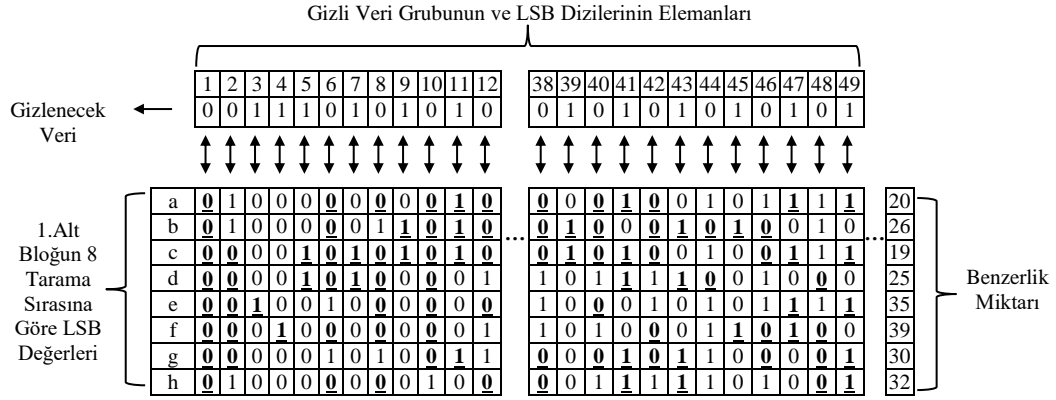 Gizli Veri Grubunun ve LSB Dizilerinin Elemanları
1 2 3 4 5 6 7 8 9 10 11 12 38 39 40 41 42 43 44 45 46 47 48 49
Gizlenecek
Veri
0 0 1 1 1 0 1 0 1 0 1 0 0 1 0 1 0 1 0 1 0 1 0 1
1.Alt
Bloğun 8
Tarama
Sırasına
Göre LSB
Değerleri
a 0 1 0 0 0 0 0 0 0 0 1 0 0 0 0 1 0 0 1 0 1 1 1 1 20
b 0 1 0 0 0 0 0 1 1 0 1 0 ... 0 1 0 0 0 1 0 1 0 0 1 0 ... 26
c 0 0 0 0 1 0 1 0 1 0 1 0 0 1 0 1 0 0 1 0 0 1 1 1 19
d 0 0 0 0 1 0 1 0 0 0 0 1 1 0 1 1 1 1 0 0 1 0 0 0 25
e 0 0 1 0 0 1 0 0 0 0 0 0 1 0 0 0 1 0 1 0 1 1 1 1 35
f 0 0 0 1 0 0 0 0 0 0 0 1 1 0 1 0 0 0 1 1 0 1 0 0 39
g 0 0 0 0 0 1 0 1 0 0 1 1 0 0 0 1 0 1 1 0 0 0 0 1 30
h 0 1 0 0 0 0 0 0 0 1 0 0 0 0 1 1 1 1 1 0 1 0 0 1 32
Benzerlik
Miktarı